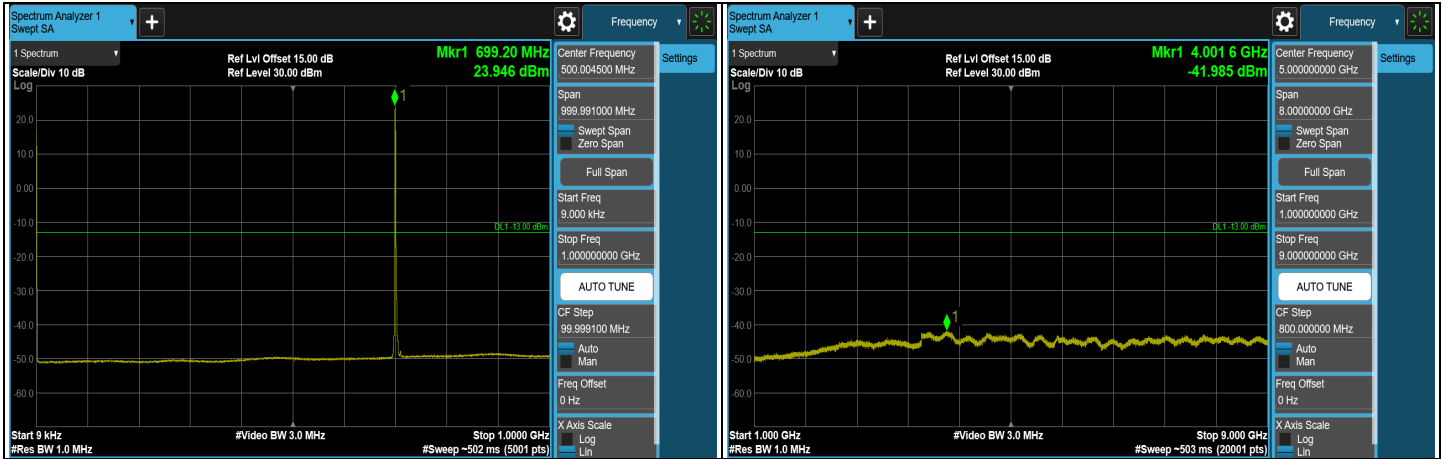 Spectrum Analyzer 1
Swept SA
Frequency
1 Spectrum
Scale/Div 10 dB
Ref Lvl Offset 15.00 dB
Ref Level 30.00 dBm
Mkr1 699.20 MHz
23.946 dBm
Log
1
20.0
10.0
0.00
-10.0
-20.0
-30.0
-40.0
-50.0
-60.0
DL1 -13.00 dBm
Start 9 kHz
#Res BW 1.0 MHz
#Video BW 3.0 MHz
Stop 1.0000 GHz
#Sweep ~502 ms (5001 pts)
Center Frequency
500.004500 MHz
Settings
Span
999.991000 MHz
Swept Span
Zero Span
Full Span
Start Freq
9.000 kHz
Stop Freq
1.000000000 GHz
AUTO TUNE
CF Step
99.999100 MHz
Auto
Man
Freq Offset
0 Hz
X Axis Scale
Log
Lin
Spectrum Analyzer 1
Swept SA
Frequency
1 Spectrum
Scale/Div 10 dB
Ref Lvl Offset 15.00 dB
Ref Level 30.00 dBm
Mkr1 4.001 6 GHz
-41.985 dBm
Log
20.0
10.0
0.00
-10.0
-20.0
-30.0
-40.0
-50.0
-60.0
DL1 -13.00 dBm
1
Start 1.000 GHz
#Res BW 1.0 MHz
#Video BW 3.0 MHz
Stop 9.000 GHz
#Sweep ~503 ms (20001 pts)
Center Frequency
5.000000000 GHz
Settings
Span
8.00000000 GHz
Swept Span
Zero Span
Full Span
Start Freq
1.000000000 GHz
Stop Freq
9.000000000 GHz
AUTO TUNE
CF Step
800.000000 MHz
Auto
Man
Freq Offset
0 Hz
X Axis Scale
Log
Lin